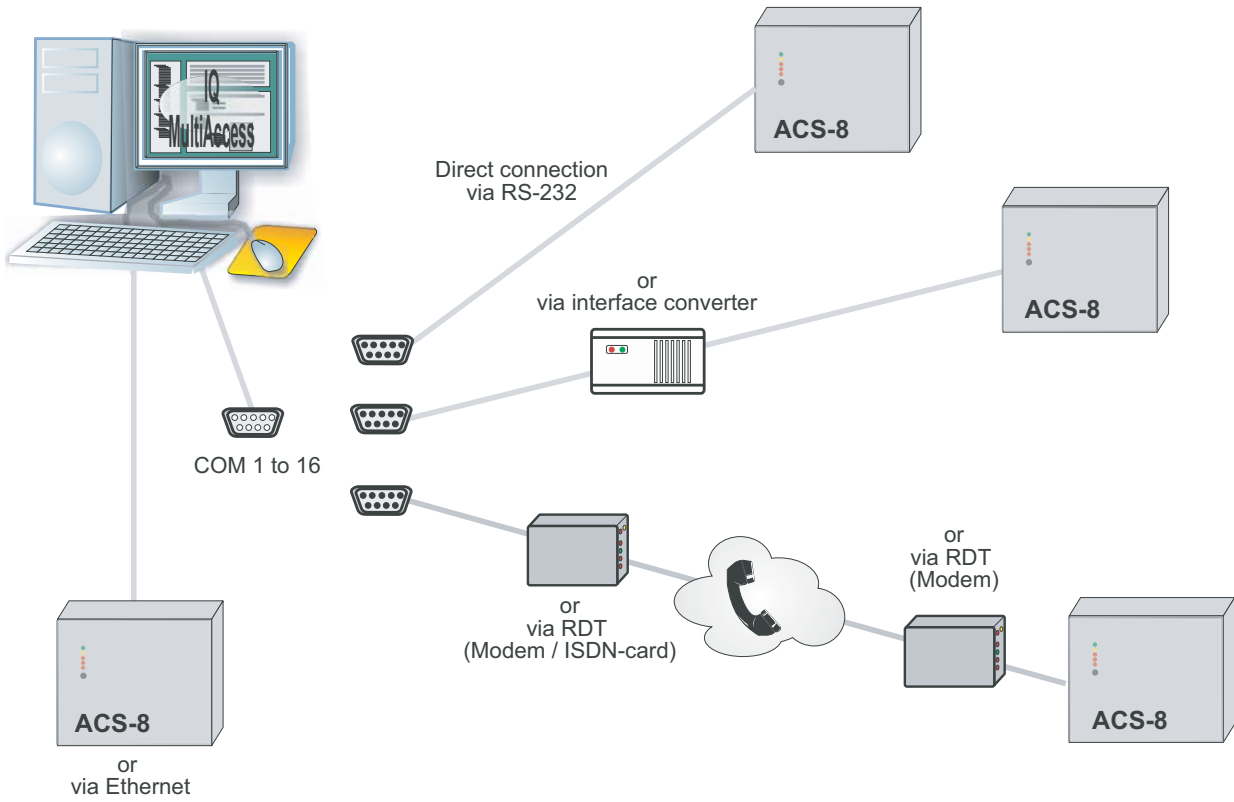 IQ
MultiAccess
ACS-8
Direct connection
via RS-232
ACS-8
or
via interface converter
COM 1 to 16
or
via RDT
(Modem / ISDN-card)
or
via RDT
(Modem)
ACS-8
ACS-8
or
via Ethernet